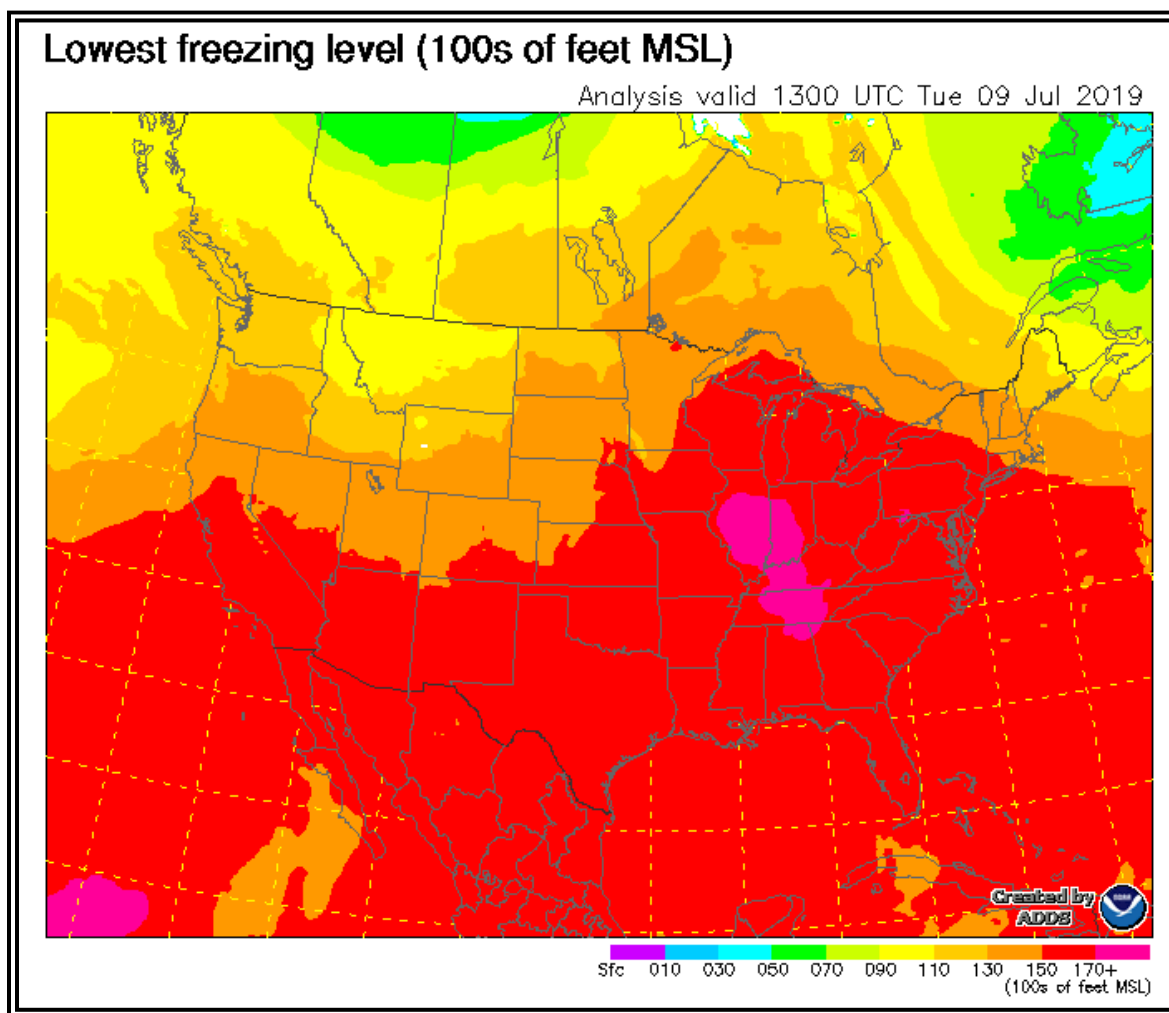 Lowest freezing level (100s of feet MSL)
Analysis valid 1300 UTC Tue 09 Jul 2019
Created by
ADDS
Sfc 010 030 050 070 090 110 130 150 170+
(100s of feet MSL)